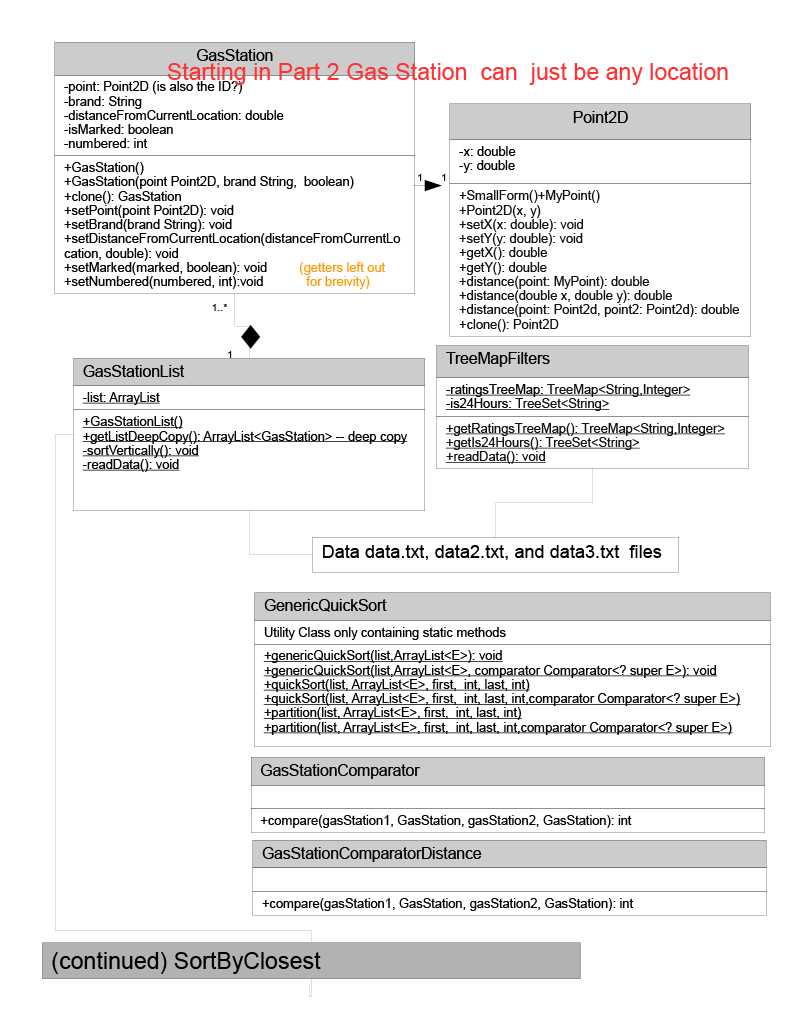 GasStation
Starting in Part 2 Gas Station can just be any location
-point: Point2D (is also the ID?)
-brand: String
-distanceFromCurrentLocation: double
-isMarked: boolean
-numbered: int
+GasStation()
+GasStation(point Point2D, brand String, boolean)
+clone(): GasStation
+setPoint(point Point2D): void
+setBrand(brand String): void
+setDistanceFromCurrentLocation(distanceFromCurrentLo
cation, double): void
+setMarked(marked, boolean): void (getters left out
+setNumbered(numbered, int):void for breivity)
1 1
Point2D
-x: double
-y: double
+SmallForm()+MyPoint()
+Point2D(x, y)
+setX(x: double): void
+setY(y: double): void
+getX(): double
+getY(): double
+distance(point: MyPoint): double
+distance(double x, double y): double
+distance(point: Point2d, point2: Point2d): double
+clone(): Point2D
1..*
1
GasStationList
-list: ArrayList
+GasStationList()
+getListDeepCopy(): ArrayList<GasStation> -- deep copy
-sortVertically(): void
-readData(): void
TreeMapFilters
-ratingsTreeMap: TreeMap<String,Integer>
-is24Hours: TreeSet<String>
+getRatingsTreeMap(): TreeMap<String,Integer>
+getIs24Hours(): TreeSet<String>
+readData(): void
Data data.txt, data2.txt, and data3.txt files
GenericQuickSort
Utility Class only containing static methods
+genericQuickSort(list,ArrayList<E>): void
+genericQuickSort(list,ArrayList<E>, comparator Comparator<? super E>): void
+quickSort(list, ArrayList<E>, first, int, last, int)
+quickSort(list, ArrayList<E>, first, int, last, int,comparator Comparator<? super E>)
+partition(list, ArrayList<E>, first, int, last, int)
+partition(list, ArrayList<E>, first, int, last, int,comparator Comparator<? super E>)
GasStationComparator
+compare(gasStation1, GasStation, gasStation2, GasStation): int
GasStationComparatorDistance
+compare(gasStation1, GasStation, gasStation2, GasStation): int
(continued) SortByClosest